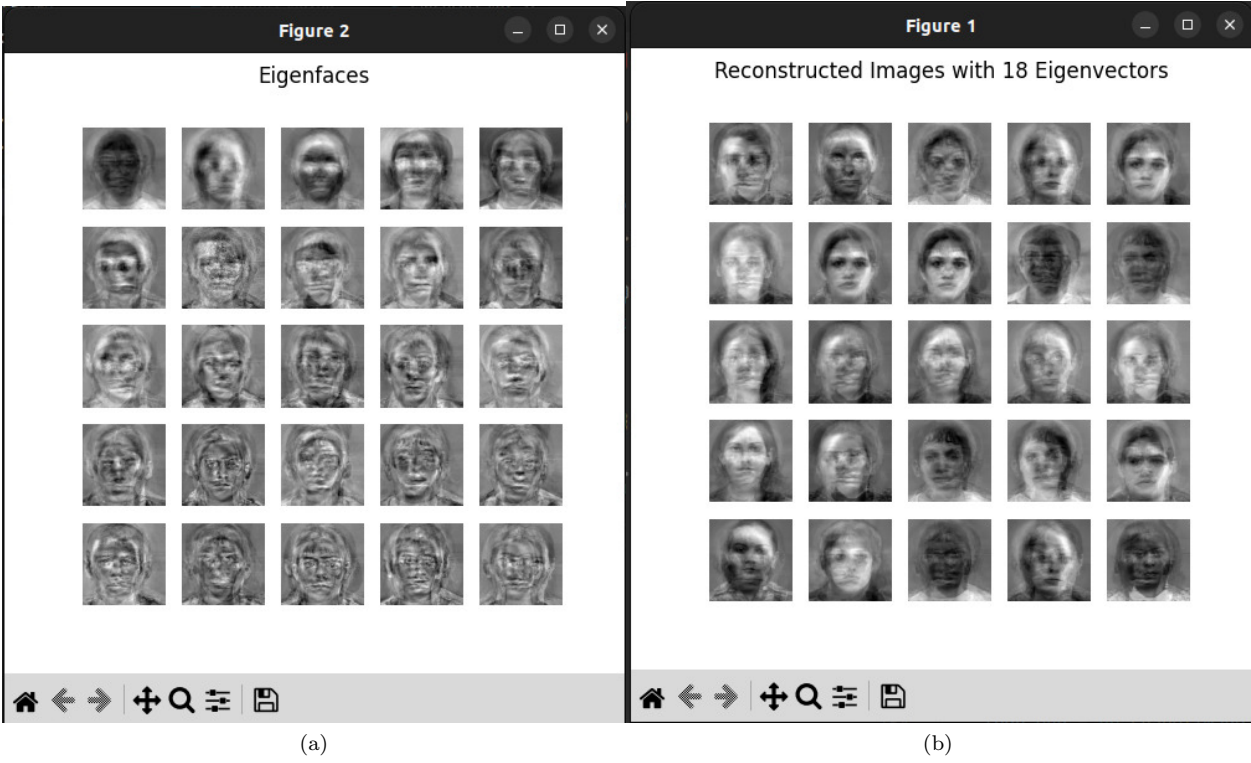 Figure 2
Eigenfaces
(a)
Figure 1
Reconstructed Images with 18 Eigenvectors
(b)